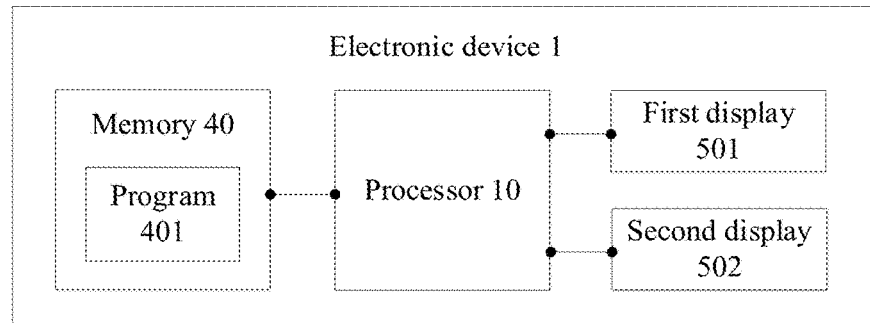 Electronic device 1
Memory 40
Program
401
Processor 10
First display
501
Second display
502